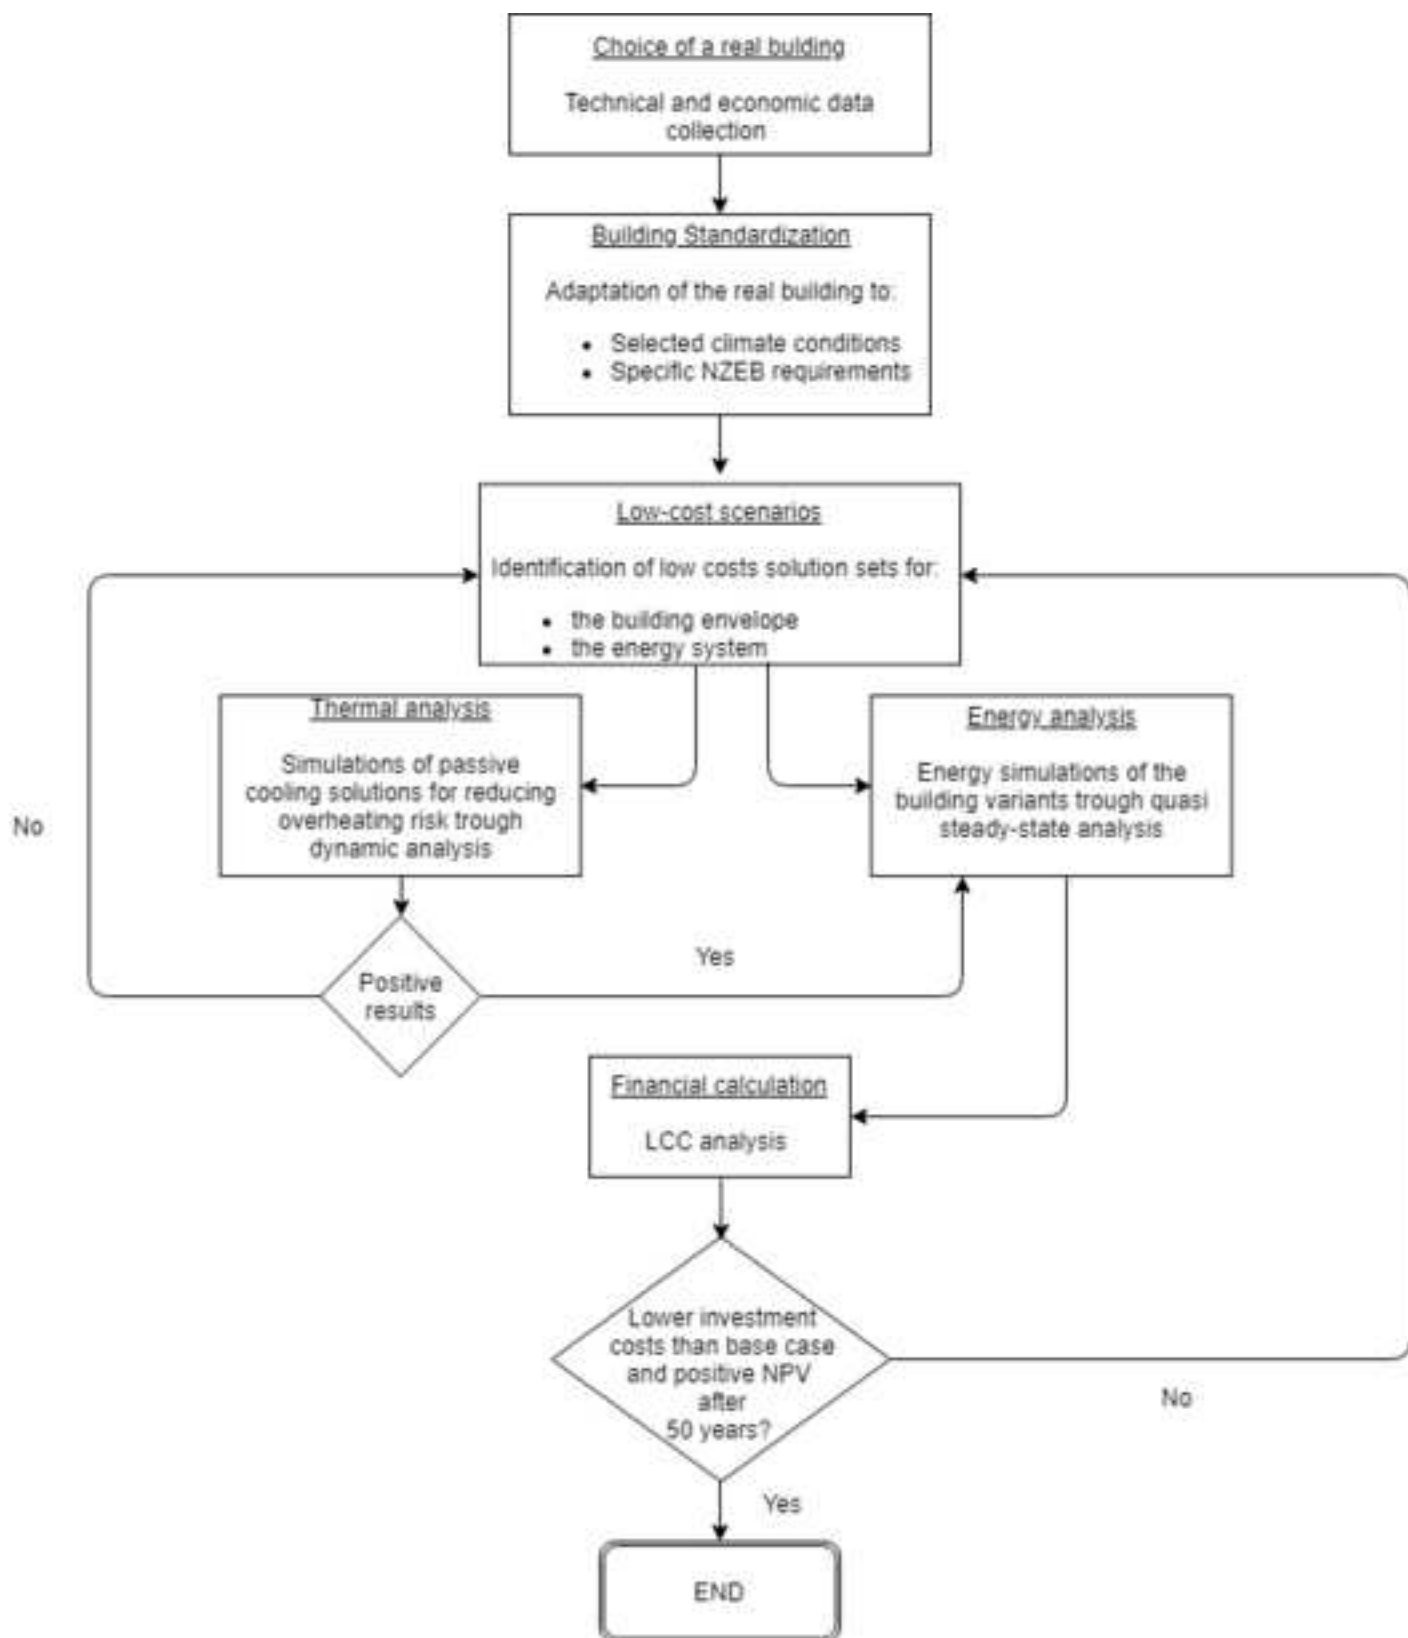 Choice of a real bulding
Technical and economic data
collection
Building Standardization
Adaptation of the real building to:
• Selected climate conditions
• Specific NZEB requirements
Low-cost scenarios
Identification of low costs solution sets for:
• the building envelope
• the energy system
Thermal analysis
Simulations of passive
cooling solutions for reducing
overheating risk trough
dynamic analysis
Energy analysis
Energy simulations of the
building variants trough quasi
steady-state analysis
No
Yes
Positive
results
Financial calculation
LCC analysis
Lower investment
costs than base case
and positive NPV
after
50 years?
No
Yes
END